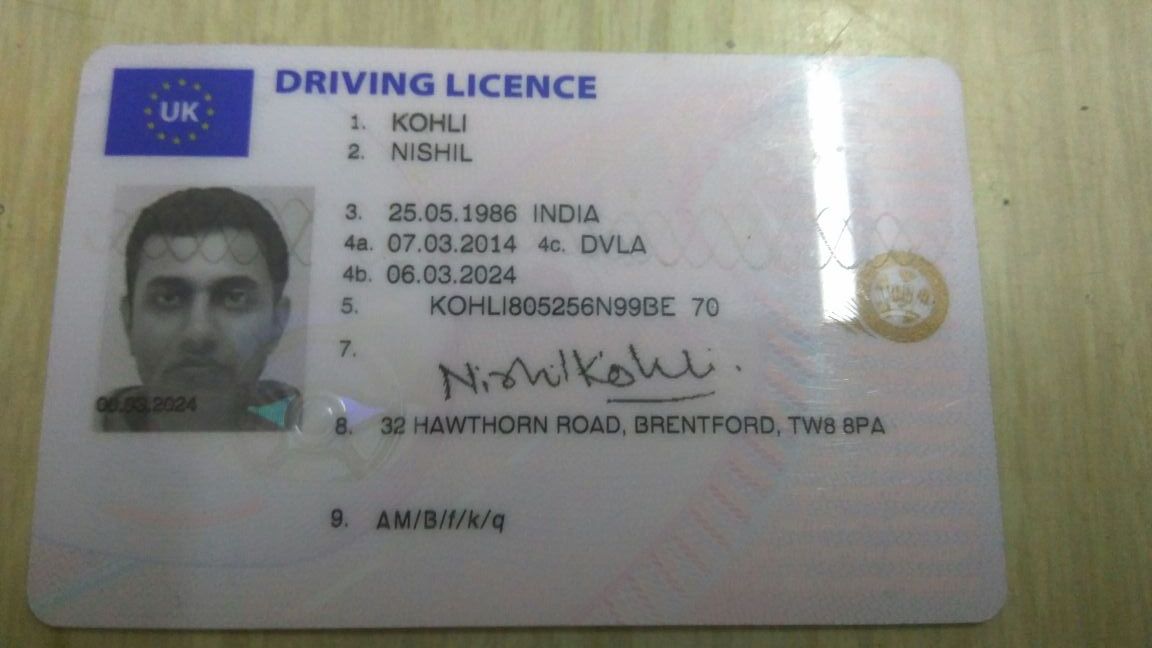 UK
DRIVING LICENCE
1. KOHLI
2. NISHIL
3. 25.05.1986 INDIA
4a. 07.03.2014 4c. DVLA
4b. 06.03.2024
5. KOHLI805256N99BE 70
7. Nishil Kohli.
06.03.2024
8. 32 HAWTHORN ROAD, BRENTFORD, TW8 8PA
9. AM/B/f/k/q